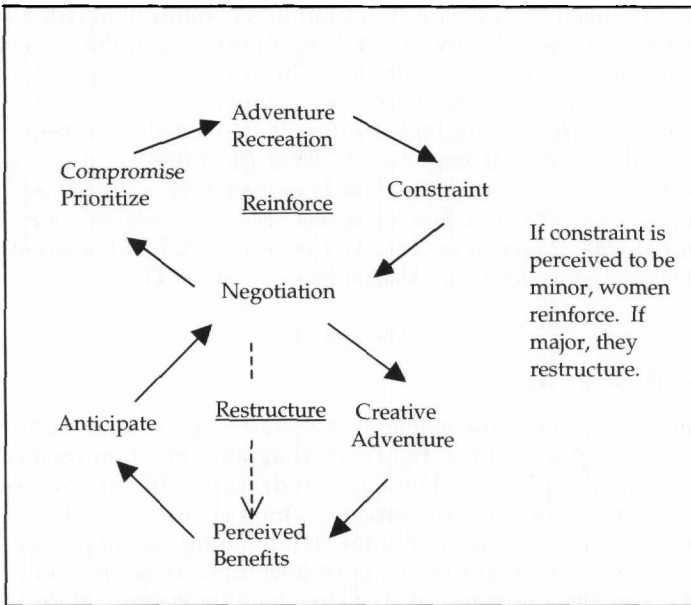 Adventure
Recreation
Compromise
Prioritize
Reinforce
Constraint
If constraint is
perceived to be
minor, women
reinforce. If
major, they
restructure.
Negotiation
Anticipate
Restructure
Creative
Adventure
Perceived
Benefits